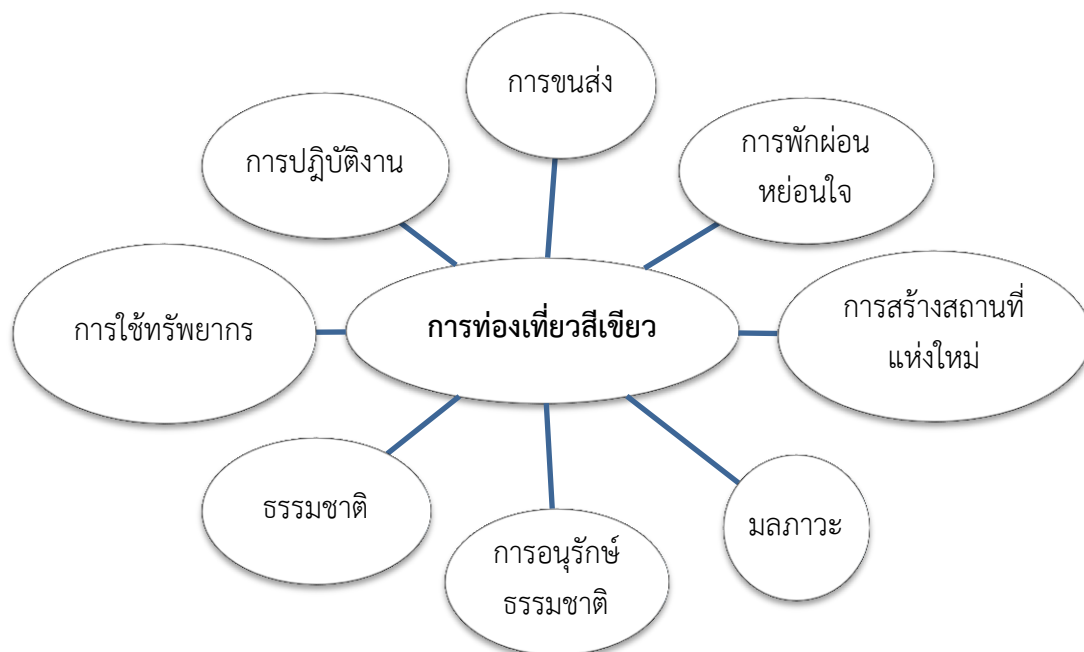 การขนส่ง
การปฏิบัติงาน
การพักผ่อน
หย่อนใจ
การใช้ทรัพยากร
การท่องเที่ยวสีเขียว
การสร้างสถานที่
แห่งใหม่
ธรรมชาติ
การอนุรักษ์
ธรรมชาติ
มลภาวะ